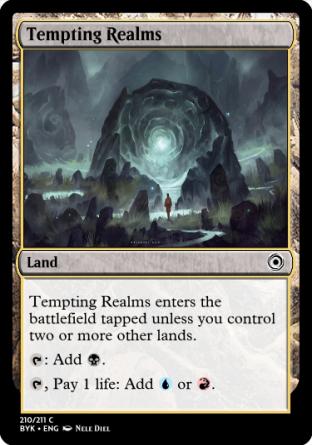 Tempting Realms
Land
Tempting Realms enters the
battlefield tapped unless you control
two or more other lands.
: Add .
, Pay 1 life: Add or .
210/211 C
BYK • ENG Nele Diel